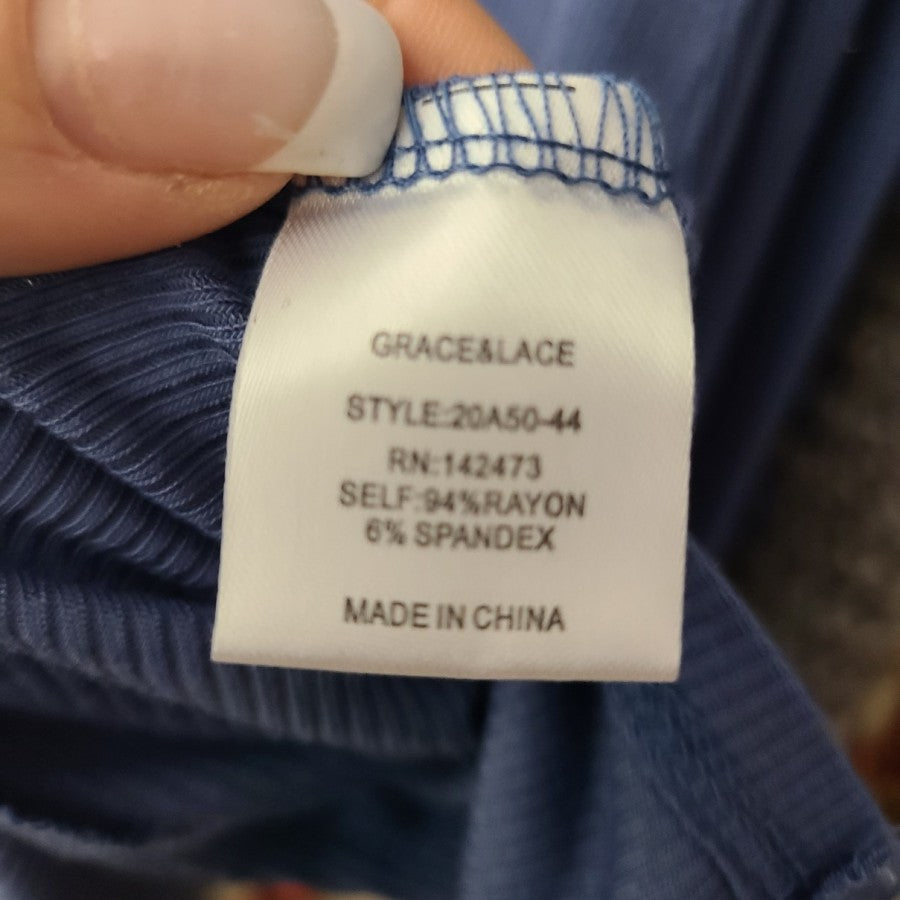 GRACE&LACE
STYLE:20A50-44
RN:142473
SELF:94%RAYON
6% SPANDEX
MADE IN CHINA